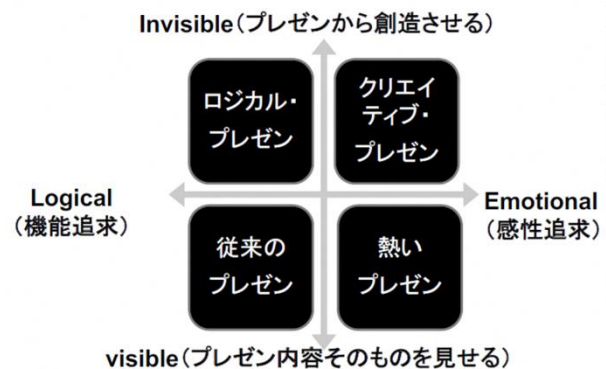 Invisible(プレゼンから創造させる)
ロジカル・
プレゼン
クリエイ
ティブ・
プレゼン
Logical
(機能追求)
Emotional
(感性追求)
従来の
プレゼン
熱い
プレゼン
visible(プレゼン内容そのものを見せる)